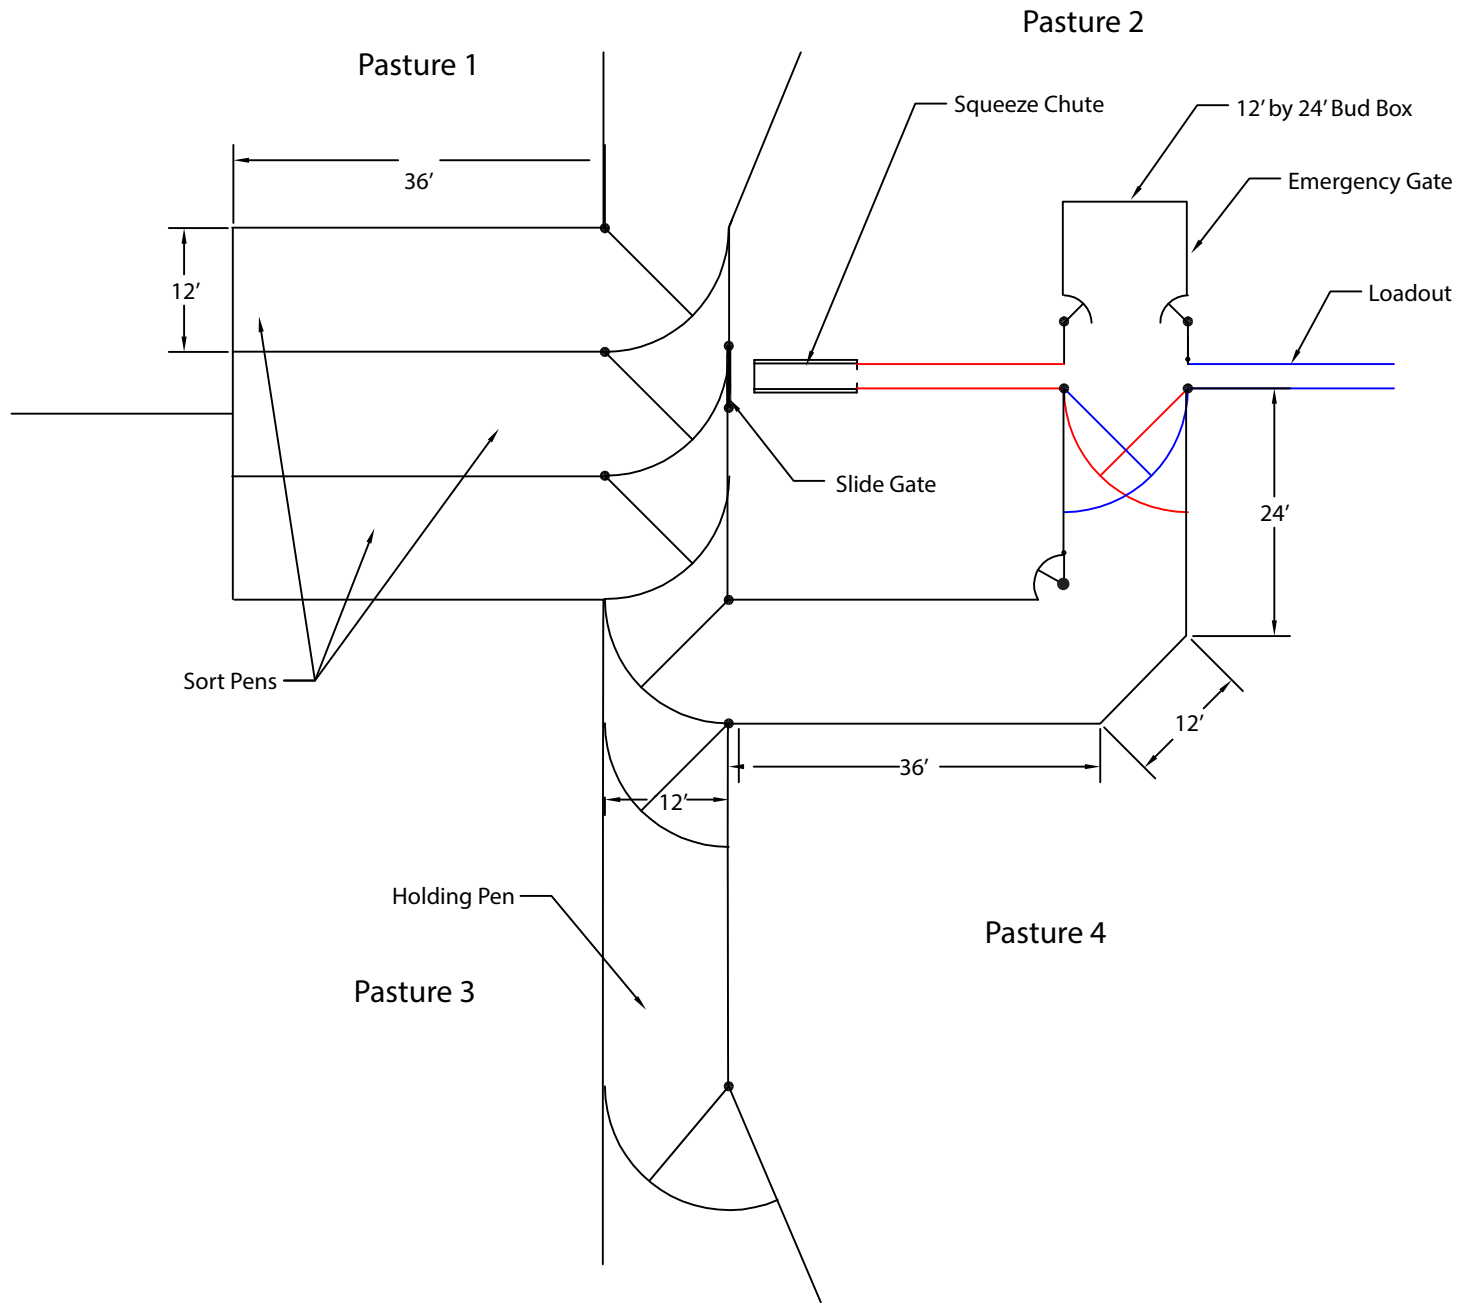 Pasture 2
Pasture 1
Squeeze Chute
12’ by 24’ Bud Box
36’
Emergency Gate
12’
Loadout
Slide Gate
24’
Sort Pens
12’
36’
12’
Holding Pen
Pasture 4
Pasture 3